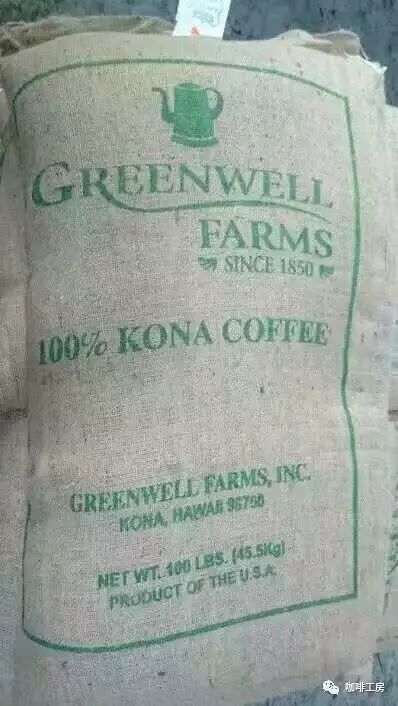 GREENWELL
FARMS
SINCE 1850
100% KONA COFFEE
GREENWELL FARMS, INC.
KONA, HAWAII 96750
NET WT. 100 LBS. (45.5Kg)
PRODUCT OF THE U.S.A.
咖啡工房